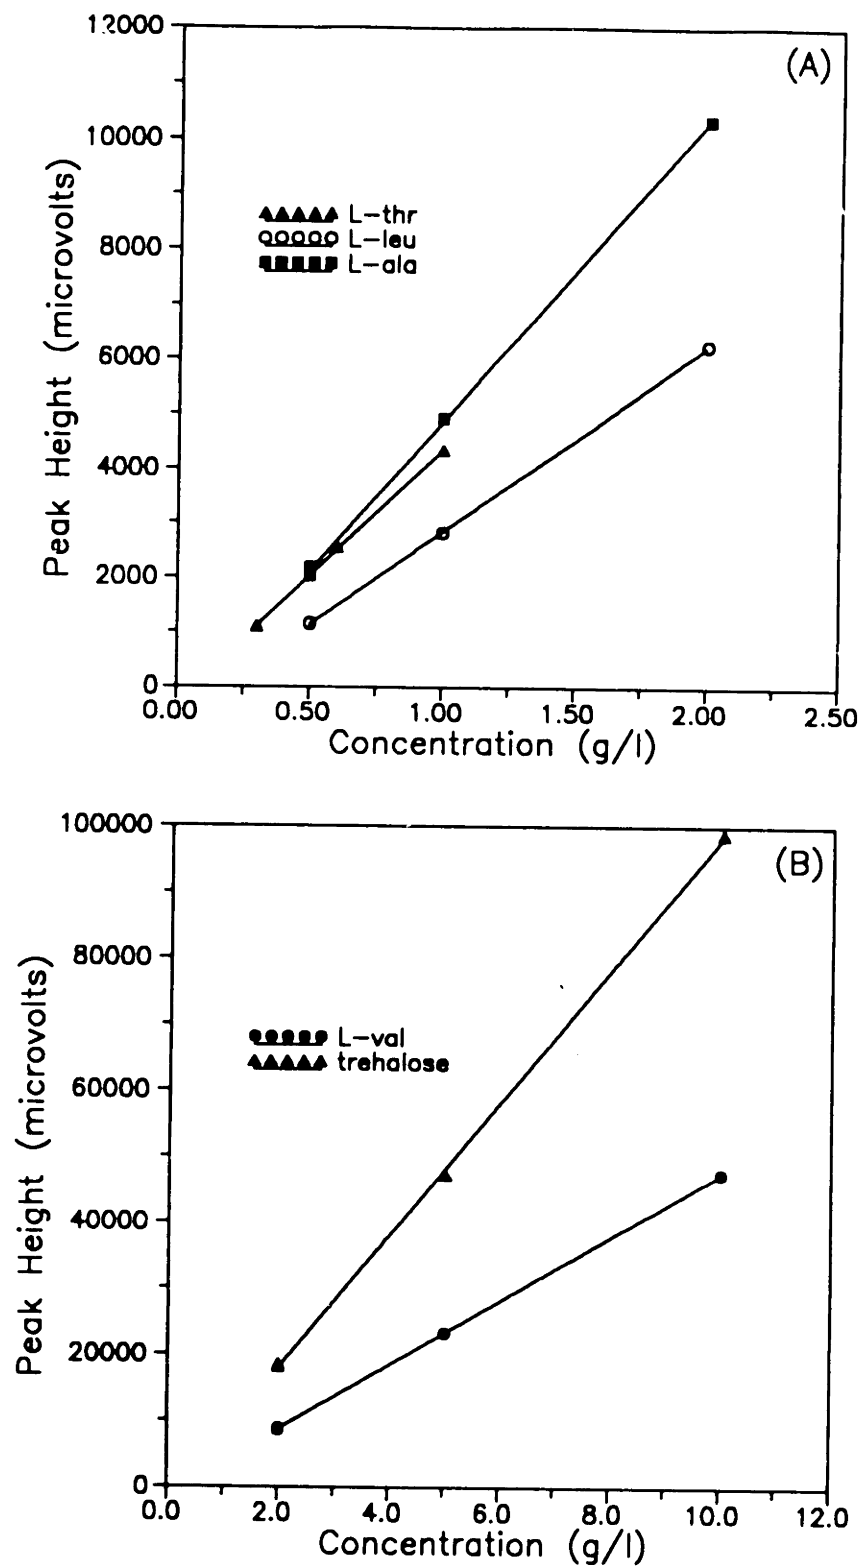 12000
(A)
10000
8000
6000
4000
2000
0
Peak Height (microvolts)
L-thr
L-leu
L-ala
0.00 0.50 1.00 1.50 2.00 2.50
Concentration (g/l)
100000
(B)
80000
60000
40000
20000
0
Peak Height (microvolts)
L-val
trehalose
0.0 2.0 4.0 6.0 8.0 10.0 12.0
Concentration (g/l)